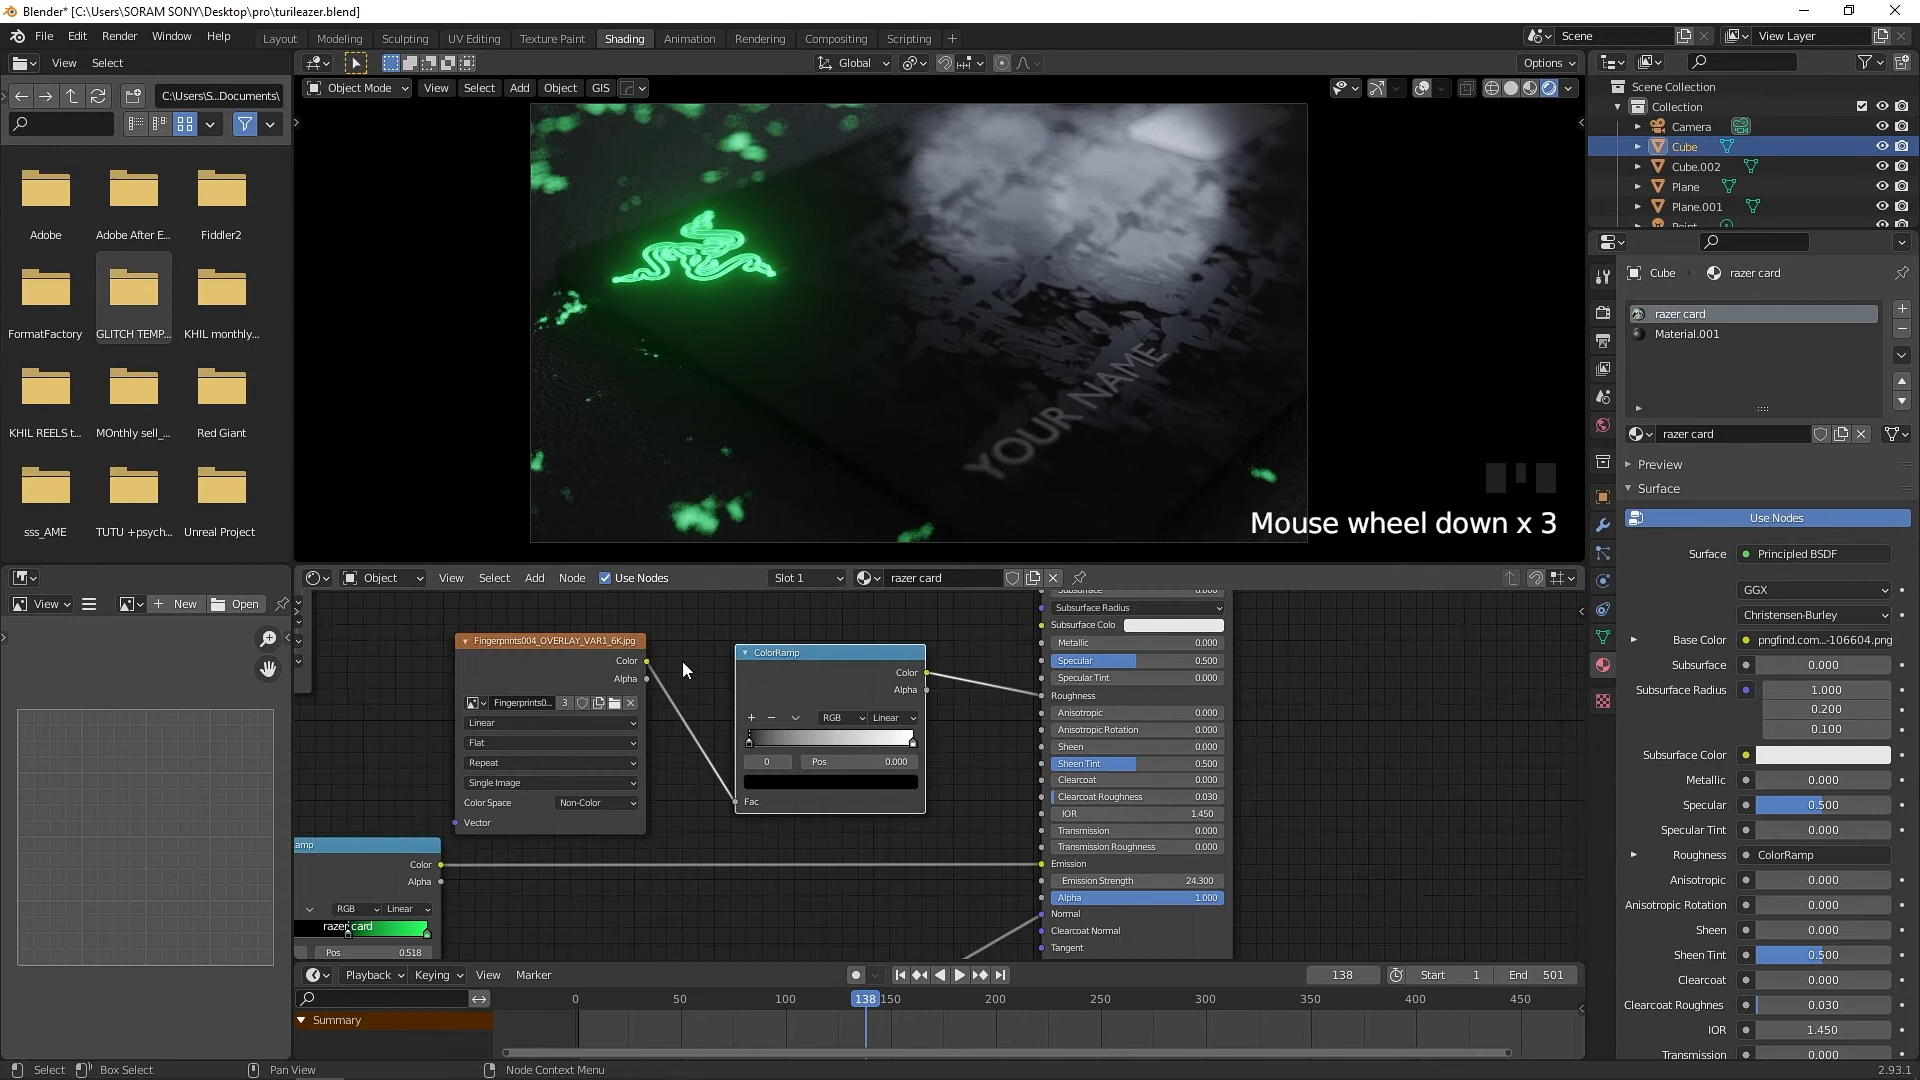 Blender* [C:\Users\SORAM SONY\Desktop\pro\turileazer.blend]
File Edit Render Window Help
Layout Modeling Sculpting UV Editing Texture Paint Shading Animation Rendering Compositing Scripting +
Scene View Layer
View Select
Global Options
C:\Users\S...Documents\
Object Mode View Select Add Object GIS
Scene Collection
Collection
Camera
Cube
Cube.002
Plane
Plane.001
Point
Adobe Adobe After E... Fiddler2
FormatFactory GLITCH TEMP... KHIL monthly...
KHIL REELS t... MOnthly sell_... Red Giant
sss_AME TUTU +psych... Unreal Project
YOUR NAME
Mouse wheel down x 3
Cube razer card
razer card
Material.001
razer card
Preview
Surface
Use Nodes
Surface Principled BSDF
GGX
Christensen-Burley
Base Color pngfind.com...-106604.png
Subsurface 0.000
Subsurface Radius 1.000
0.200
0.100
Subsurface Color
Metallic 0.000
Specular 0.500
Specular Tint 0.000
Roughness ColorRamp
Anisotropic 0.000
Anisotropic Rotation 0.000
Sheen 0.000
Sheen Tint 0.500
Clearcoat 0.000
Clearcoat Roughnes 0.030
IOR 1.450
Transmission 0.000
View New Open
Object View Select Add Node Use Nodes Slot 1 razer card
Fingerprints004_OVERLAY_VAR1_6K.jpg
Color
Alpha
Fingerprints0... 3
Linear
Flat
Repeat
Single Image
Color Space Non-Color
Vector
ColorRamp
Color
Alpha
RGB Linear
0 Pos 0.000
Fac
Subsurface 0.000
Subsurface Radius
Subsurface Colo
Metallic 0.000
Specular 0.500
Specular Tint 0.000
Roughness
Anisotropic 0.000
Anisotropic Rotation 0.000
Sheen 0.000
Sheen Tint 0.500
Clearcoat 0.000
Clearcoat Roughness 0.030
IOR 1.450
Transmission 0.000
Transmission Roughness 0.000
Emission
Emission Strength 24.300
Alpha 1.000
Normal
Clearcoat Normal
Tangent
amp
Color
Alpha
RGB Linear
razer card
Pos 0.518
Playback Keying View Marker 138 Start 1 End 501
0 50 100 138 150 200 250 300 350 400 450
Summary
Select Box Select Pan View Node Context Menu 2.93.1